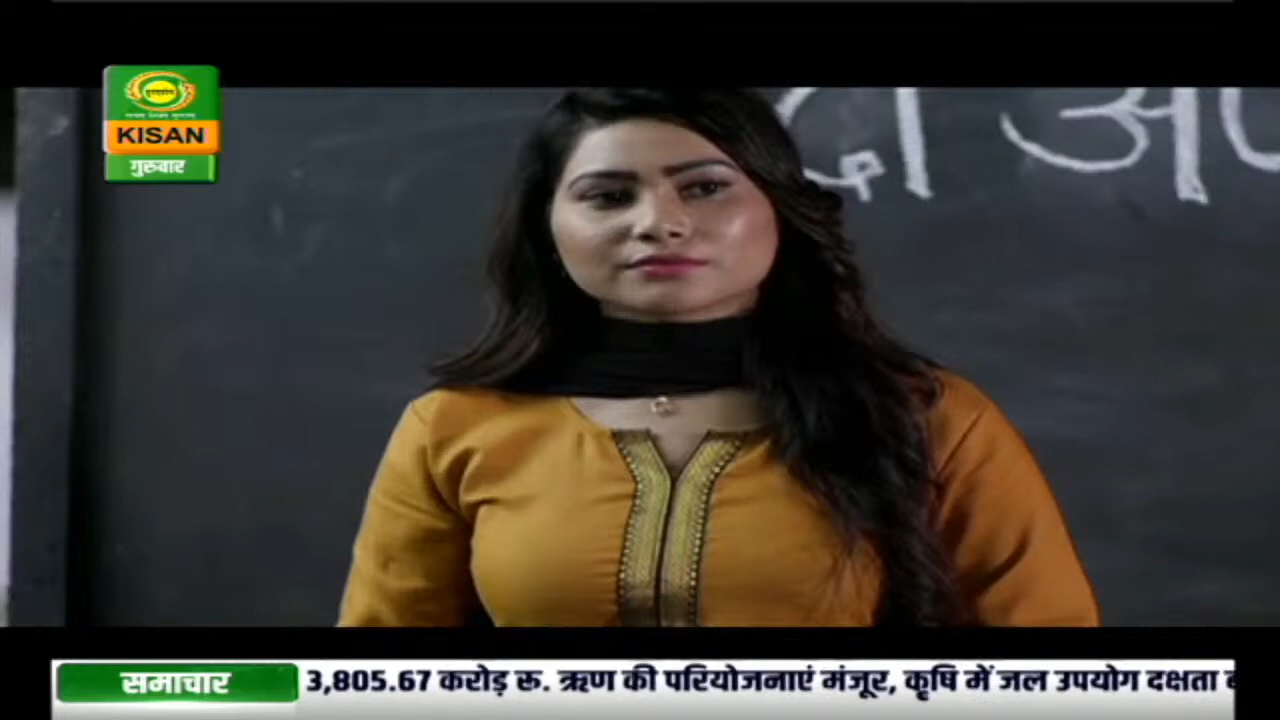 KISAN
गुरुवार
दो अ
समाचार
3,805.67 करोड़ रु. ऋण की परियोजनाएं मंजूर, कृषि में जल उपयोग दक्षता